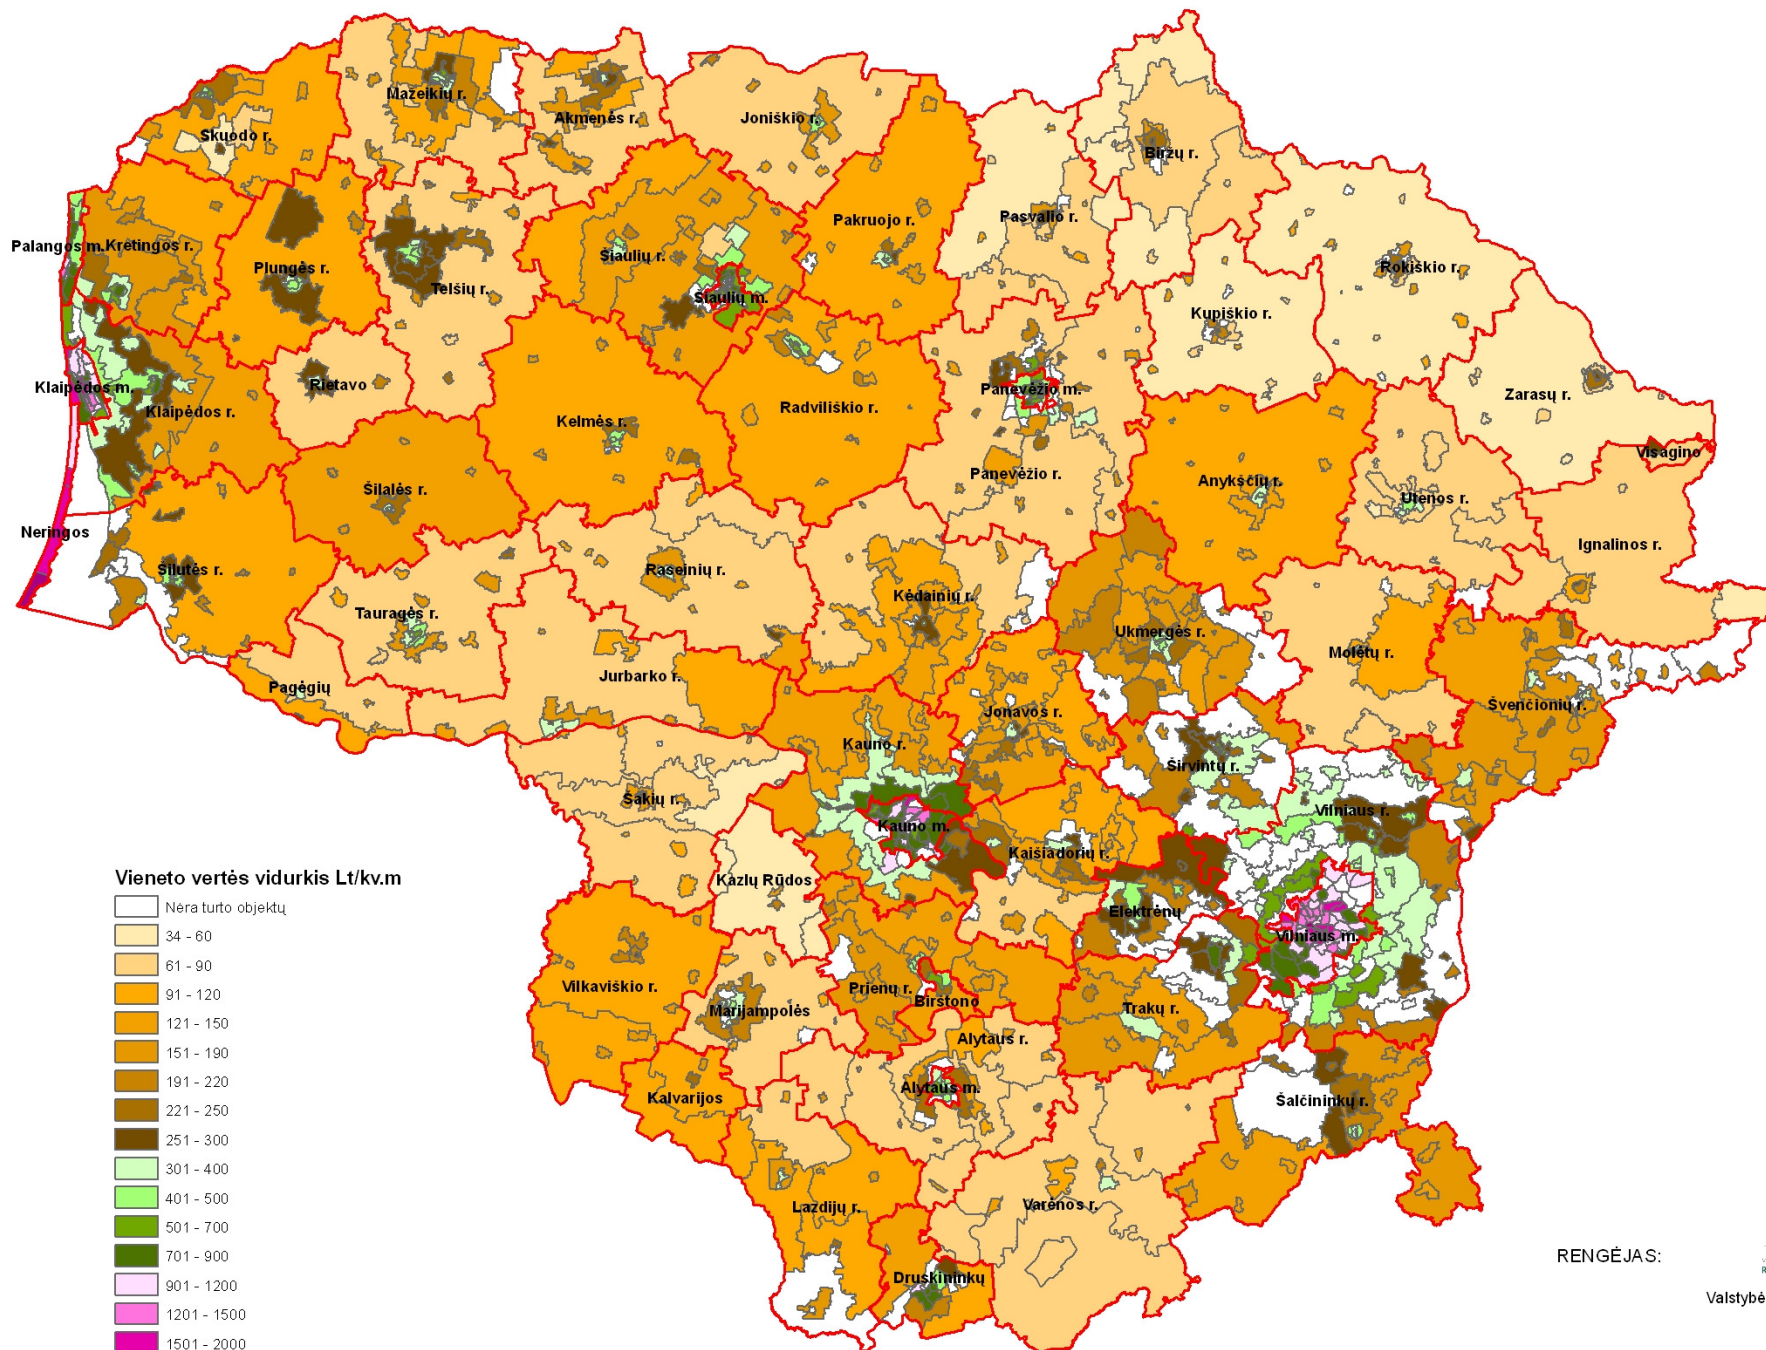 Mažeikių r.
Akmenės r.
Joniškio r.
Skuodo r.
Biržų r.
Pasvalio r.
Pakruojo r.
Palangos m.
Kretingos r.
Plungės r.
Telšių r.
Šiaulių r.
Šiaulių m.
Rokiškio r.
Kupiškio r.
Klaipėdos m.
Klaipėdos r.
Rietavo
Kelmės r.
Radviliškio r.
Panevėžio m.
Zarasų r.
Visagino
Panevėžio r.
Anykščių r.
Utenos r.
Šilalės r.
Neringos
Šilutės r.
Ignalinos r.
Raseinių r.
Kėdainių r.
Tauragės r.
Ukmergės r.
Molėtų r.
Pagėgių
Jurbarko r.
Jonavos r.
Švenčionių r.
Kauno r.
Širvintų r.
Šakių r.
Kauno m.
Vilniaus r.
Kaišiadorių r.
Kazlų Rūdos
Elektrėnų
Vilniaus m.
Vilkaviškio r.
Prienų r.
Birštono
Marijampolės
Trakų r.
Alytaus r.
Alytaus m.
Kalvarijos
Šalčininkų r.
Lazdijų r.
Varėnos r.
Druskininkų
Vieneto vertės vidurkis Lt/kv.m
Nėra turto objektų
34 - 60
61 - 90
91 - 120
121 - 150
151 - 190
191 - 220
221 - 250
251 - 300
301 - 400
401 - 500
501 - 700
701 - 900
901 - 1200
1201 - 1500
1501 - 2000
RENGĖJAS:
Valstybė